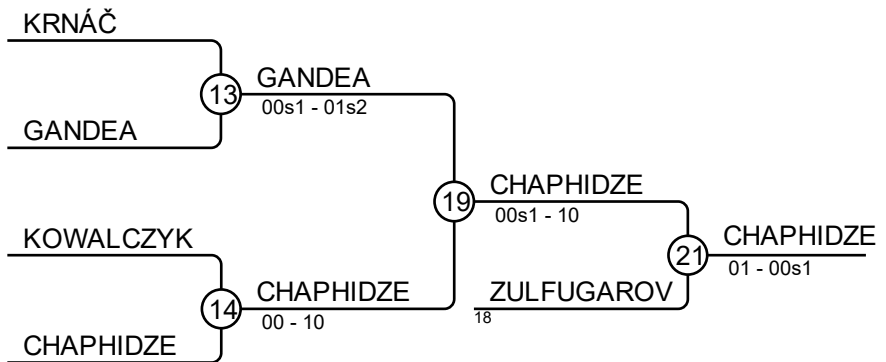 KRNÁČ
13
GANDEA
00s1 - 01s2
GANDEA
19
CHAPHIDZE
00s1 - 10
KOWALCZYK
21
CHAPHIDZE
01 - 00s1
14
CHAPHIDZE
00 - 10
ZULFUGAROV
18
CHAPHIDZE